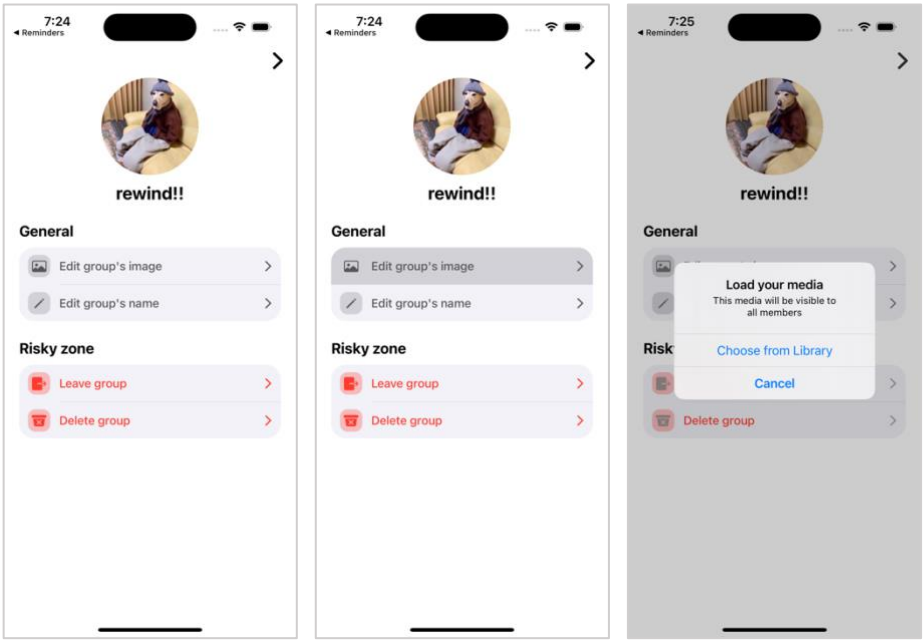 7:24
◀ Reminders
rewind!!
General
Edit group's image
Edit group's name
Risky zone
Leave group
Delete group
7:24
◀ Reminders
rewind!!
General
Edit group's image
Edit group's name
Risky zone
Leave group
Delete group
7:25
◀ Reminders
rewind!!
General
Load your media
This media will be visible to
all members
Choose from Library
Cancel
Risk
Delete group